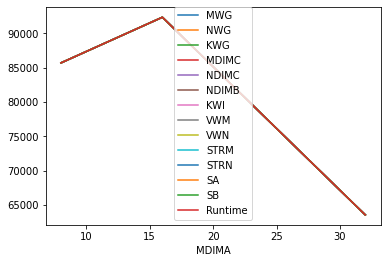 90000
85000
80000
75000
70000
65000
10
15
20
25
30
MDIMA
MWG
NWG
KWG
MDIMC
NDIMC
NDIMB
KWI
VWM
VWN
STRM
STRN
SA
SB
Runtime